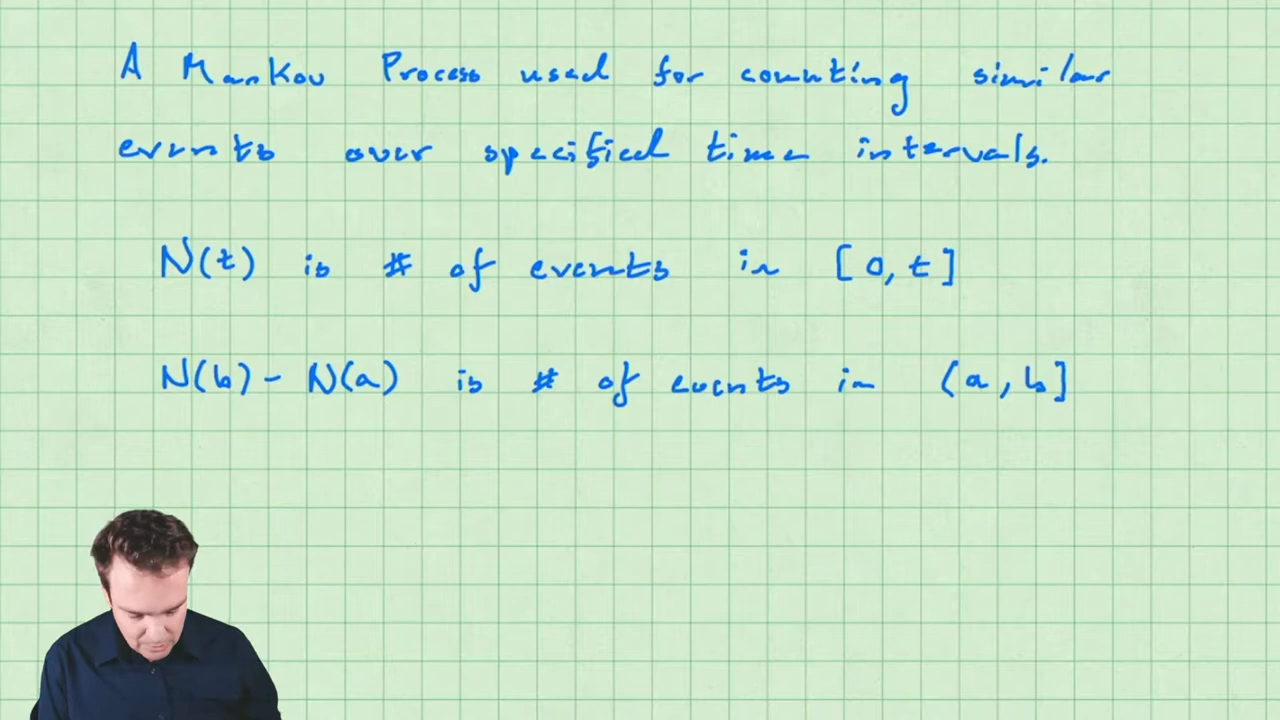 A Markov Process used for counting similar
events over specified time intervals.
N(t) is # of events in [0, t]
N(b) - N(a) is # of events in (a, b]